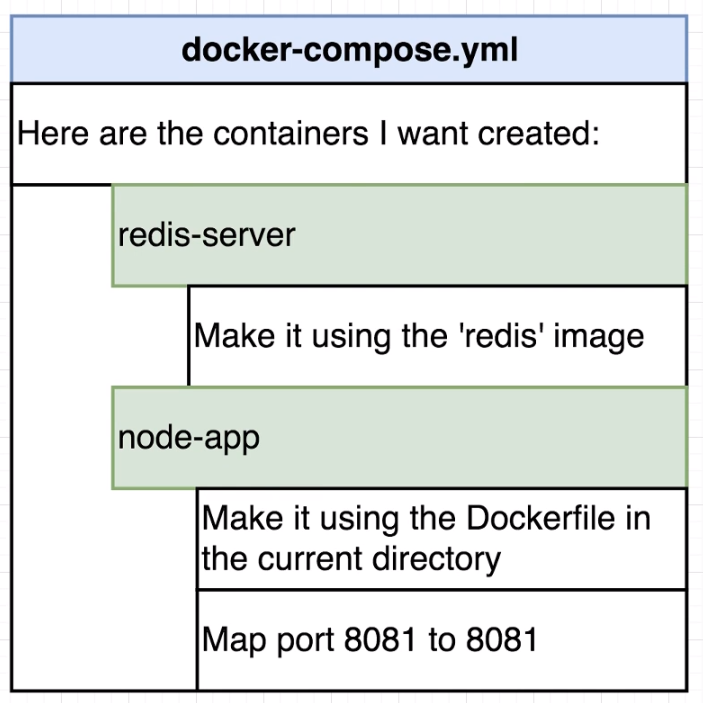 docker-compose.yml
Here are the containers I want created:
redis-server
Make it using the 'redis' image
node-app
Make it using the Dockerfile in
the current directory
Map port 8081 to 8081